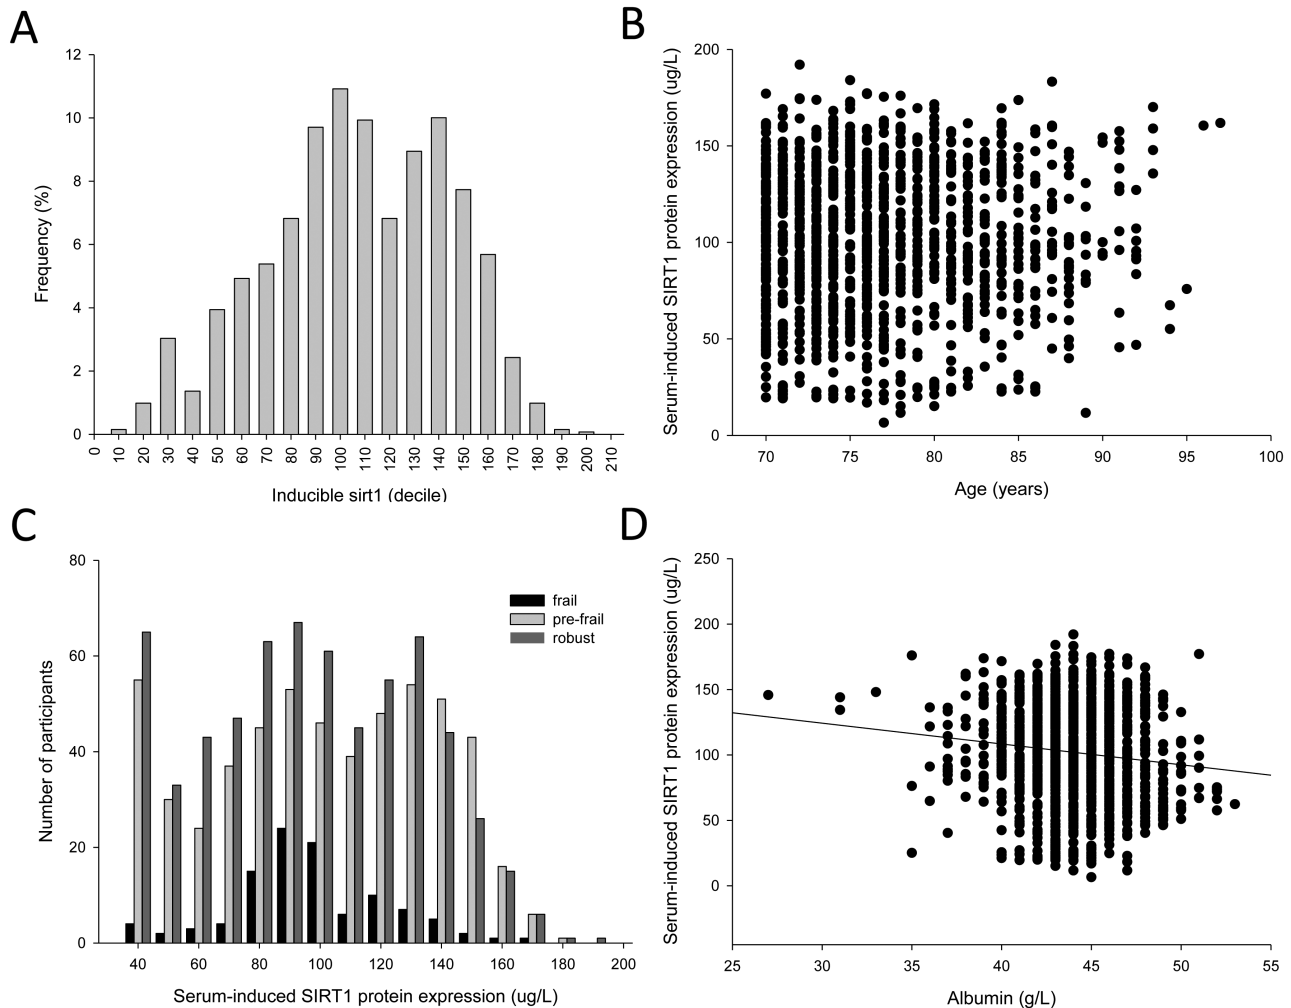 A
12
10
8
6
4
2
0
Frequency (%)
0 10 20 30 40 50 60 70 80 90 100 110 120 130 140 150 160 170 180 190 200 210
Inducible sirt1 (decile)
B
200
150
100
50
0
Serum-induced SIRT1 protein expression (ug/L)
70 75 80 85 90 95 100
Age (years)
C
80
60
40
20
0
Number of participants
frail
pre-frail
robust
40 60 80 100 120 140 160 180 200
Serum-induced SIRT1 protein expression (ug/L)
D
250
200
150
100
50
0
Serum-induced SIRT1 protein expression (ug/L)
25 30 35 40 45 50 55
Albumin (g/L)